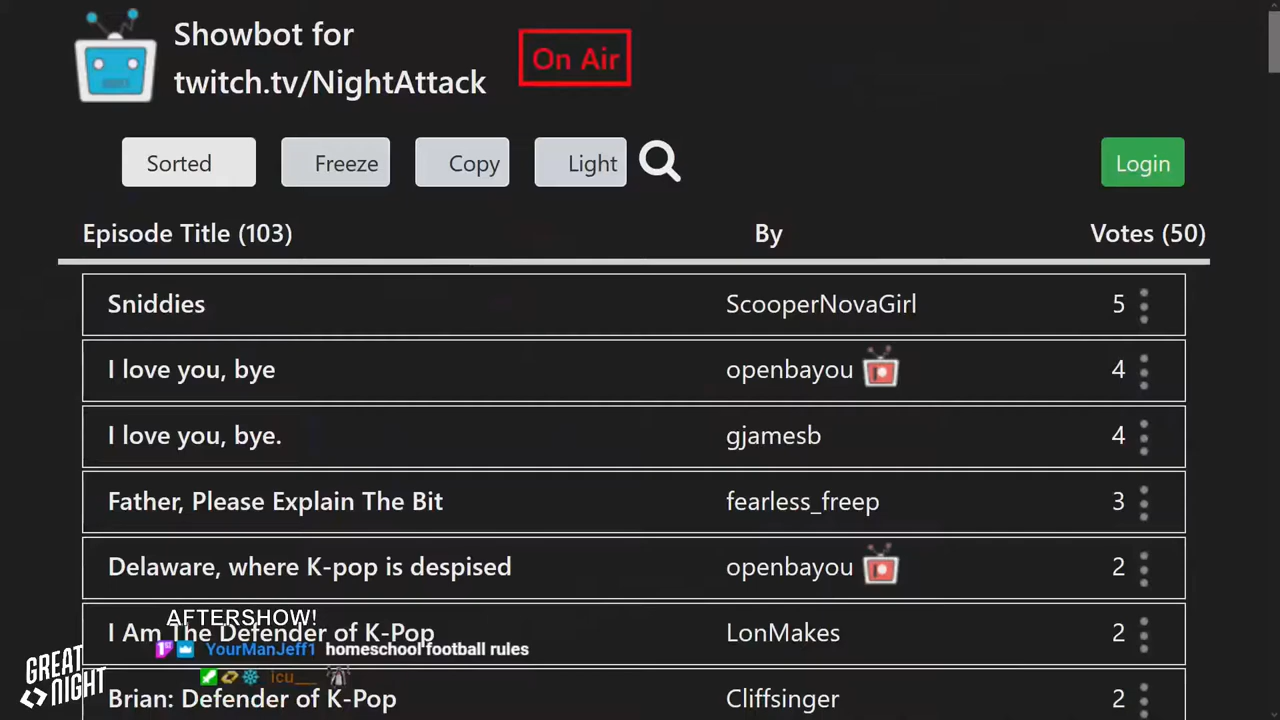 Showbot for
twitch.tv/NightAttack
On Air
Sorted Freeze Copy Light Login
Episode Title (103) By Votes (50)
Sniddies ScooperNovaGirl 5
I love you, bye openbayou 4
I love you, bye. gjamesb 4
Father, Please Explain The Bit fearless_freep 3
Delaware, where K-pop is despised openbayou 2
AFTERSHOW!
I Am The Defender of K-Pop LonMakes 2
YourManJeff1 homeschool football rules
icu__
Brian: Defender of K-Pop Cliffsinger 2
GREAT
NIGHT